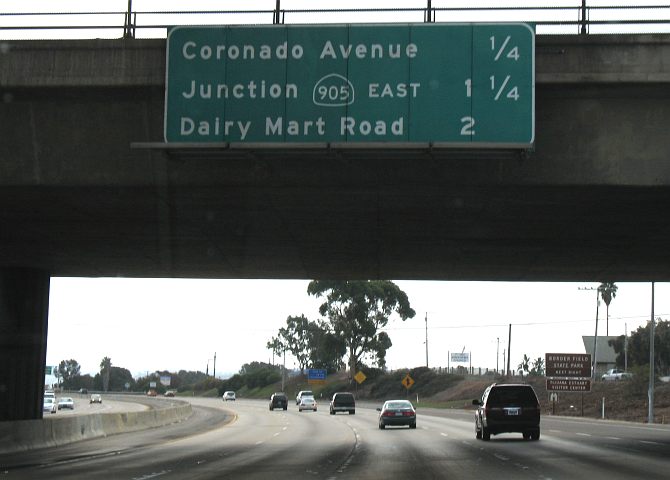 Coronado Avenue 1/4
Junction 905 EAST 1 1/4
Dairy Mart Road 2
BORDER FIELD
STATE PARK
NEXT RIGHT
TIJUANA ESTUARY
VISITOR CENTER